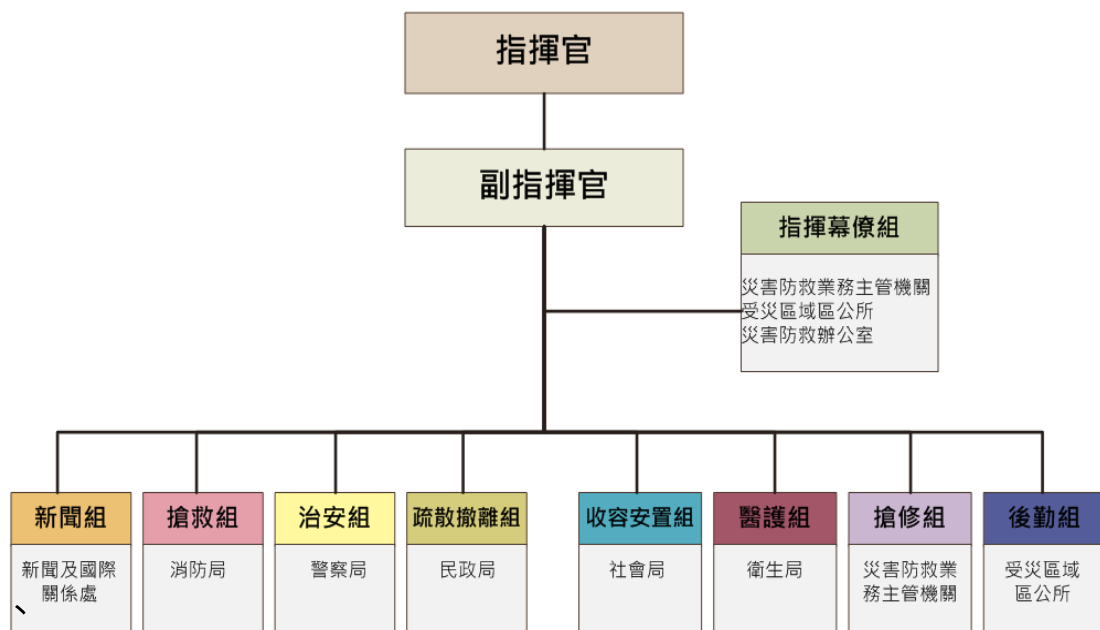 指揮官
副指揮官
指揮幕僚組
災害防救業務主管機關
受災區域區公所
災害防救辦公室
新聞組
新聞及國際
關係處
、
搶救組
消防局
治安組
警察局
疏散撤離組
民政局
收容安置組
社會局
醫護組
衛生局
搶修組
災害防救業
務主管機關
後勤組
受災區域
區公所